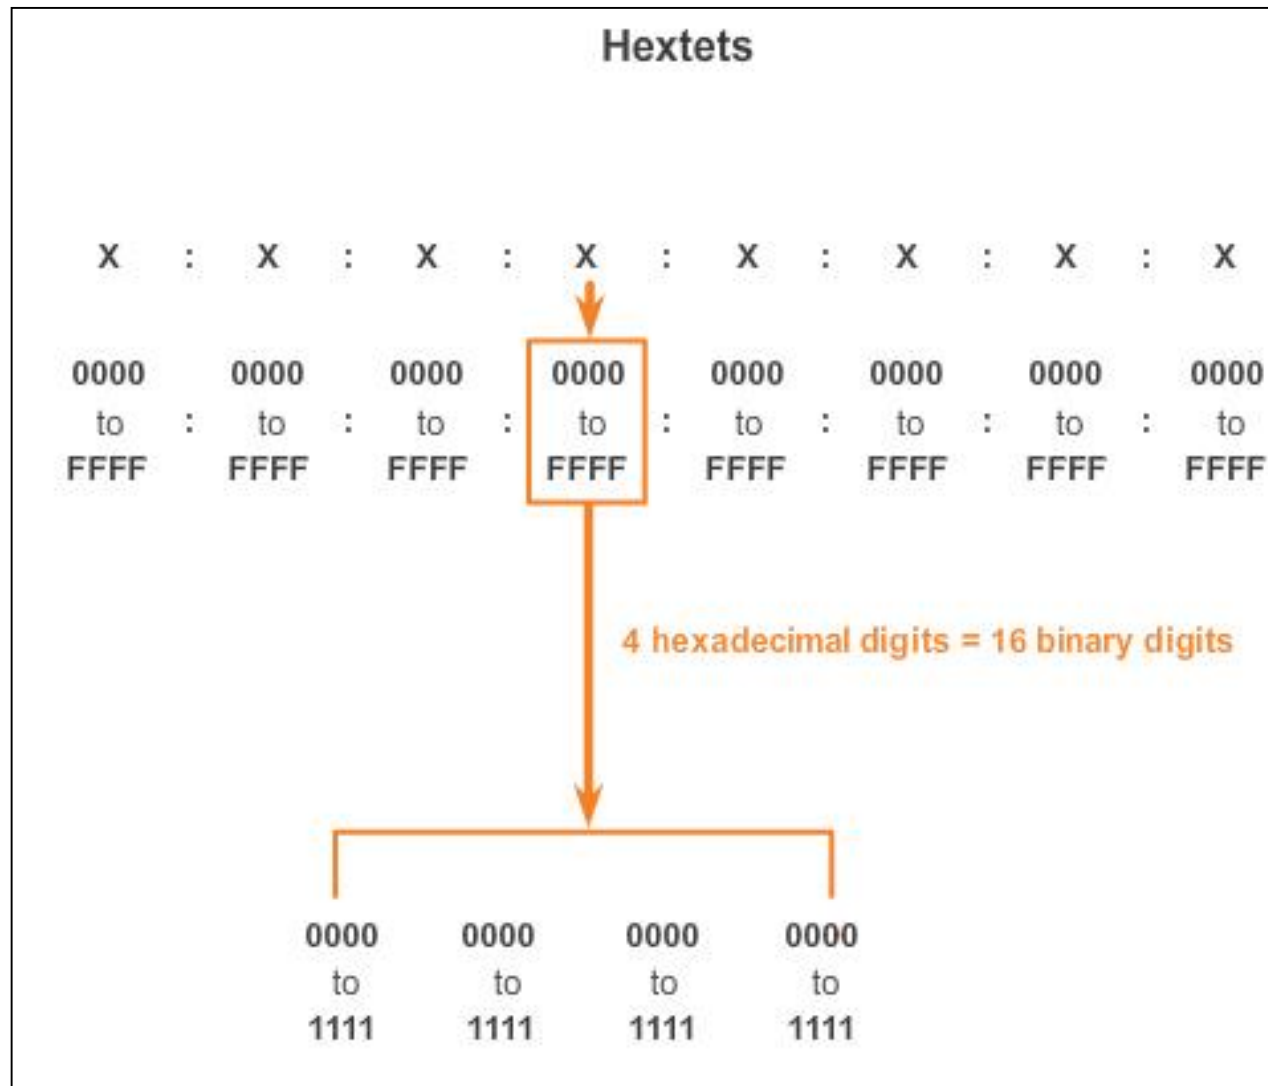 Hextets
X : X : X : X : X : X : X : X
0000 0000 0000 0000 0000 0000 0000 0000
to : to : to : to : to : to : to : to
FFFF FFFF FFFF FFFF FFFF FFFF FFFF FFFF
4 hexadecimal digits = 16 binary digits
0000 0000 0000 0000
to to to to
1111 1111 1111 1111